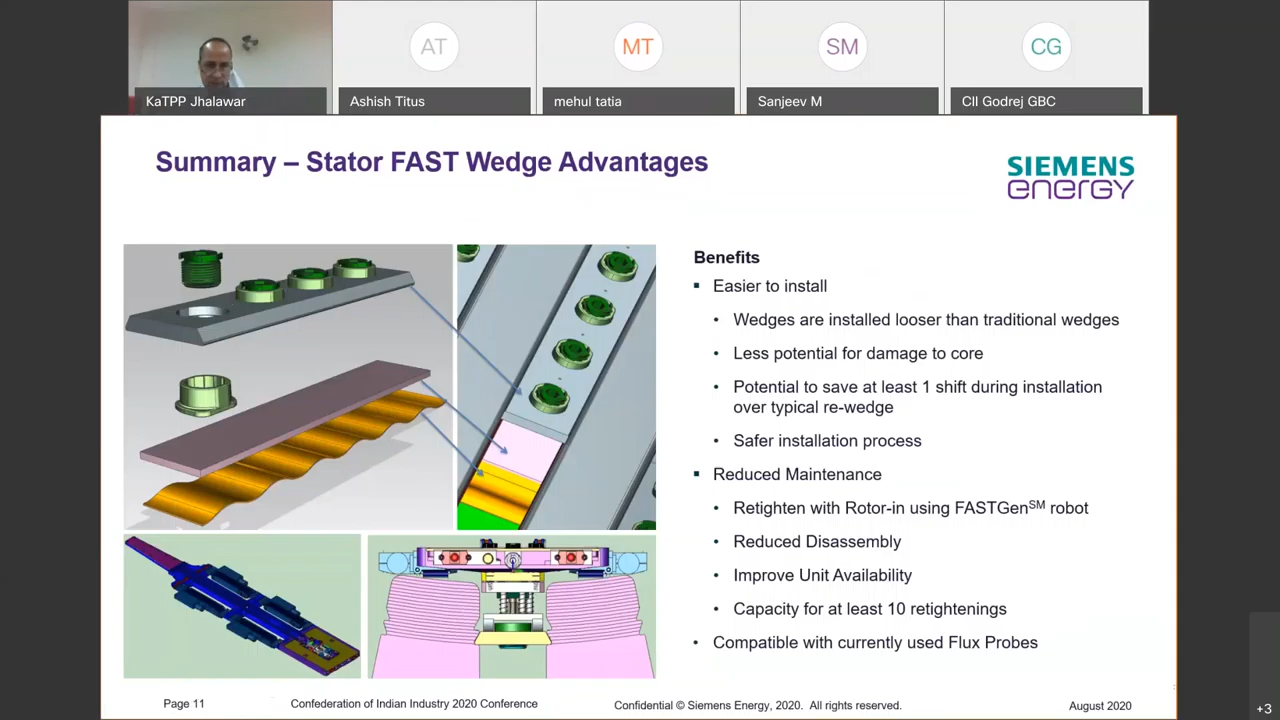 AT
MT
SM
CG
KaTPP Jhalawar
Ashish Titus
mehul tatia
Sanjeev M
CII Godrej GBC
Summary – Stator FAST Wedge Advantages
SIEMENS
energy
Benefits
▪ Easier to install
• Wedges are installed looser than traditional wedges
• Less potential for damage to core
• Potential to save at least 1 shift during installation
over typical re-wedge
• Safer installation process
▪ Reduced Maintenance
• Retighten with Rotor-in using FASTGenSM robot
• Reduced Disassembly
• Improve Unit Availability
• Capacity for at least 10 retightenings
• Compatible with currently used Flux Probes
Page 11
Confederation of Indian Industry 2020 Conference
Confidential © Siemens Energy, 2020. All rights reserved.
August 2020
+3